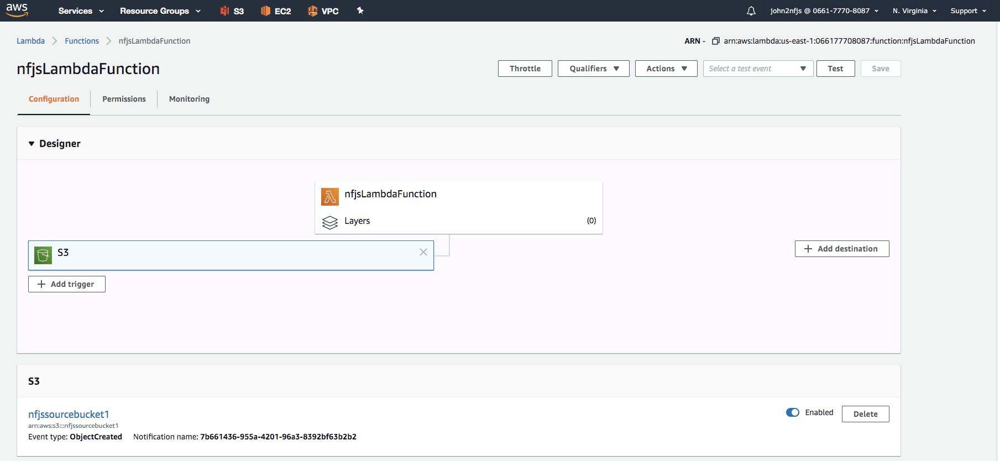 aws Services Resource Groups S3 EC2 VPC john2nfjs @ 0661-7770-8087 N. Virginia Support
Lambda Functions nfjsLambdaFunction ARN - arn:aws:lambda:us-east-1:066177708087:function:nfjsLambdaFunction
nfjsLambdaFunction Throttle Qualifiers Actions Select a test event Test Save
Configuration Permissions Monitoring
Designer
nfjsLambdaFunction
Layers (0)
S3 Add destination
Add trigger
S3
nfjssourcebucket1 Enabled Delete
arn:aws:s3:::nfjssourcebucket1
Event type: ObjectCreated Notification name: 7b661436-955a-4201-96a3-8392bf63b2b2